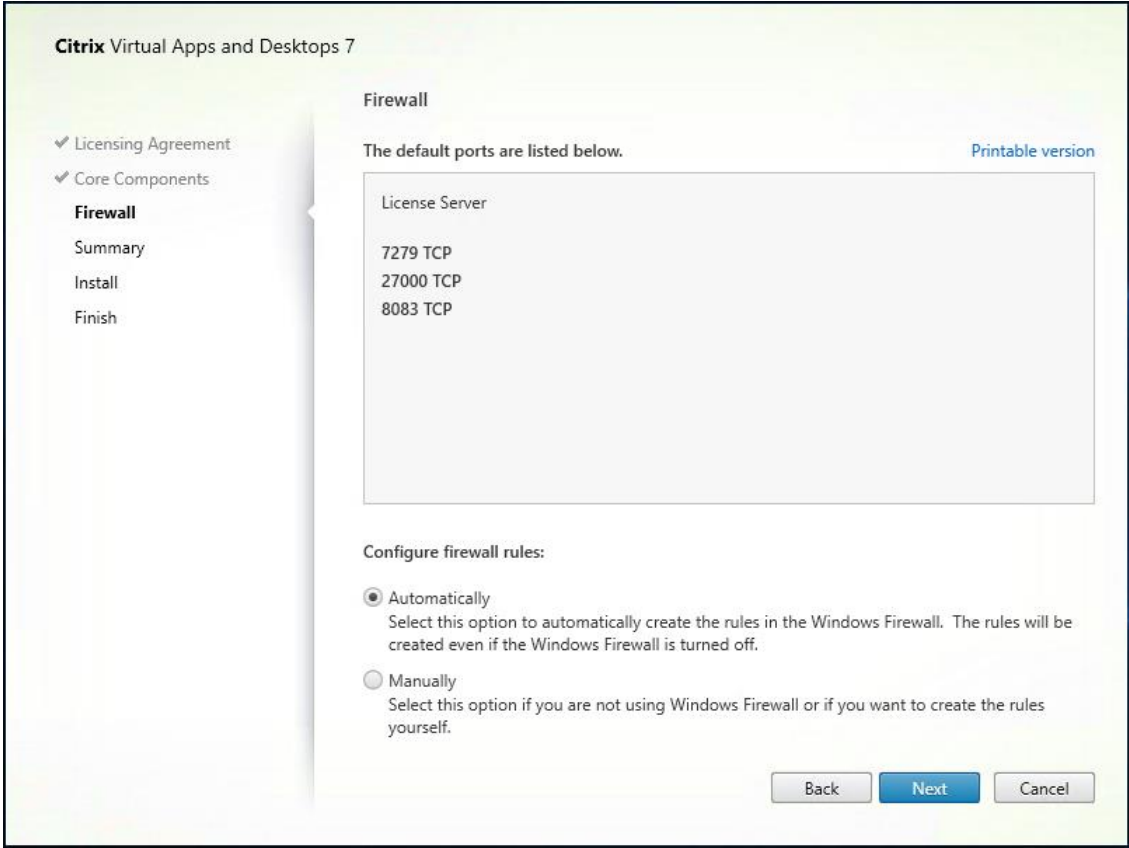 Citrix Virtual Apps and Desktops 7
Licensing Agreement
Core Components
Firewall
Summary
Install
Finish
Firewall
The default ports are listed below.
Printable version
License Server
7279 TCP
27000 TCP
8083 TCP
Configure firewall rules:
Automatically
Select this option to automatically create the rules in the Windows Firewall.  The rules will be
created even if the Windows Firewall is turned off.
Manually
Select this option if you are not using Windows Firewall or if you want to create the rules
yourself.
Back
Next
Cancel